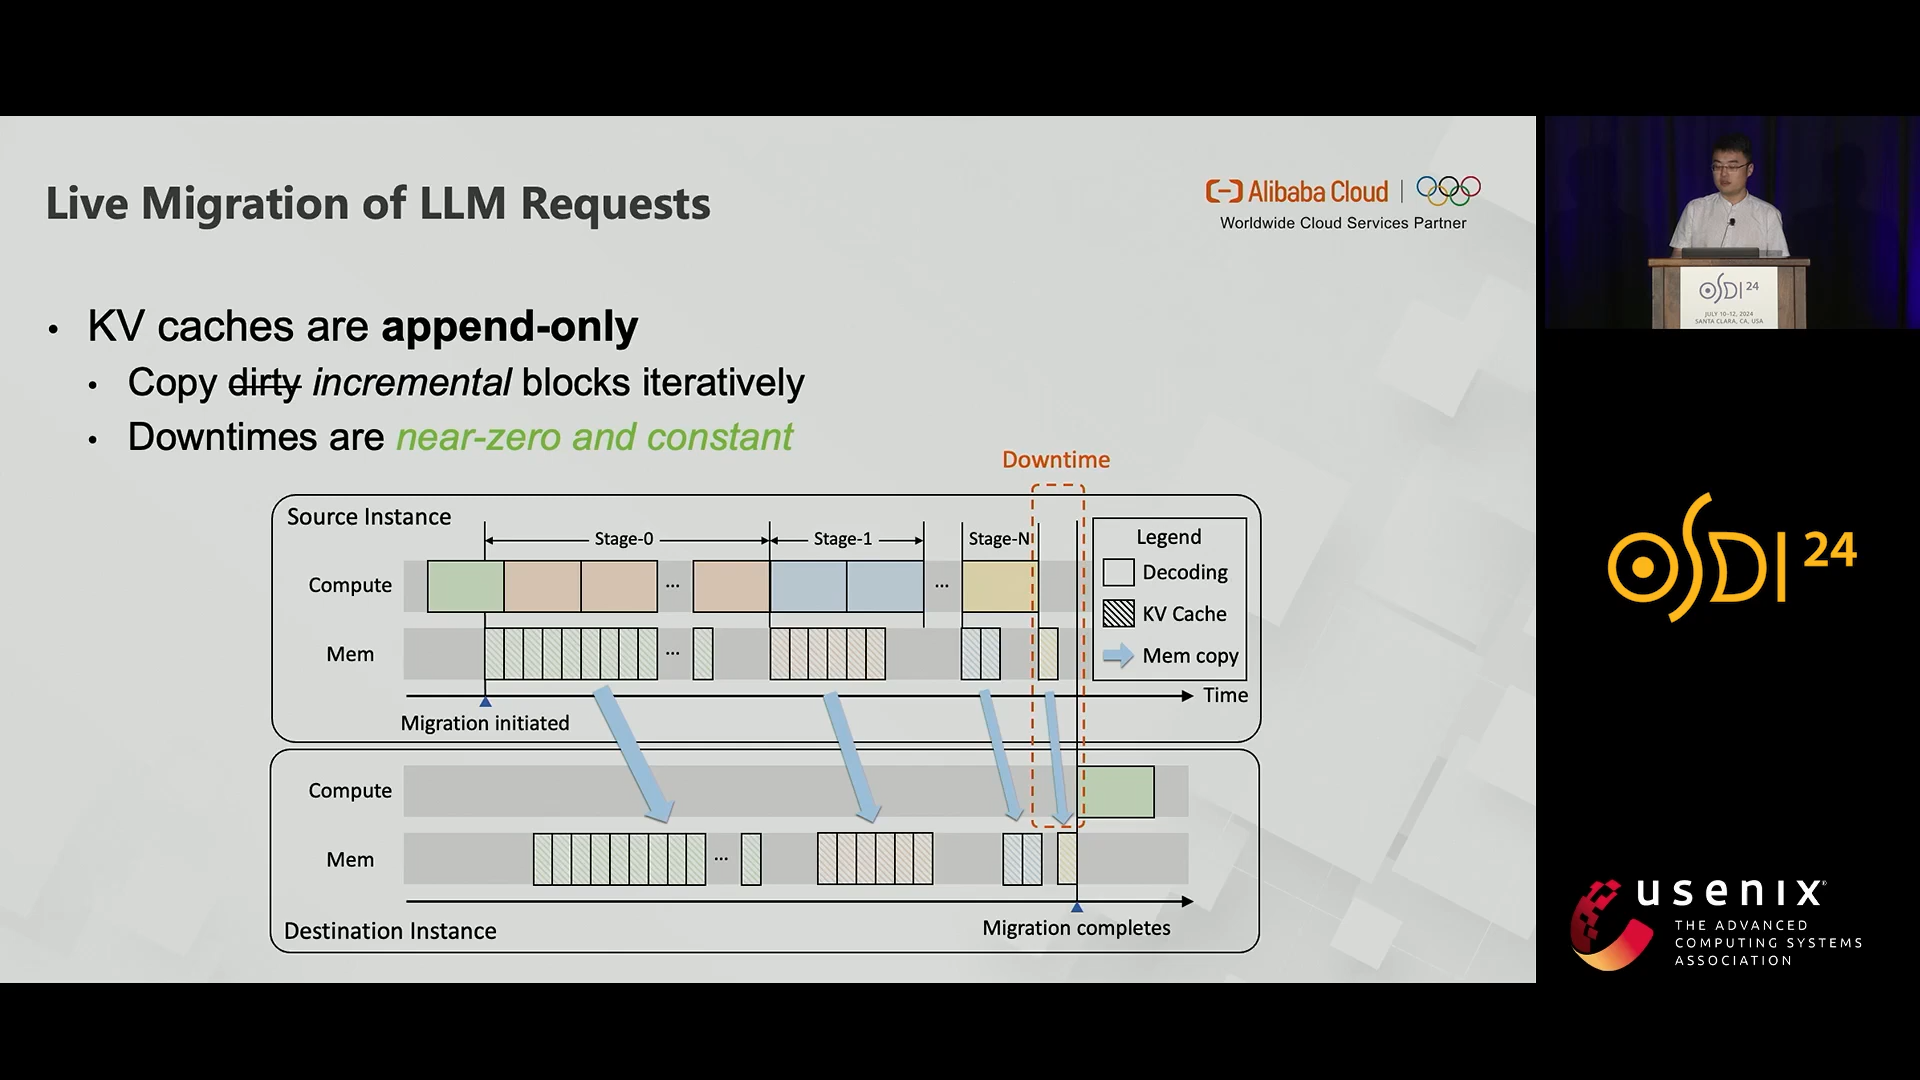 Live Migration of LLM Requests
Alibaba Cloud
Worldwide Cloud Services Partner
• KV caches are append-only
• Copy dirty incremental blocks iteratively
• Downtimes are near-zero and constant
Downtime
Source Instance
Stage-0
Stage-1
Stage-N
Legend
Decoding
KV Cache
Mem copy
Compute
...
...
Mem
...
Time
Migration initiated
Compute
Mem
...
Destination Instance
Migration completes
OSDI 24
JULY 10-12, 2024
SANTA CLARA, CA, USA
OSDI 24
usenix
THE ADVANCED
COMPUTING SYSTEMS
ASSOCIATION